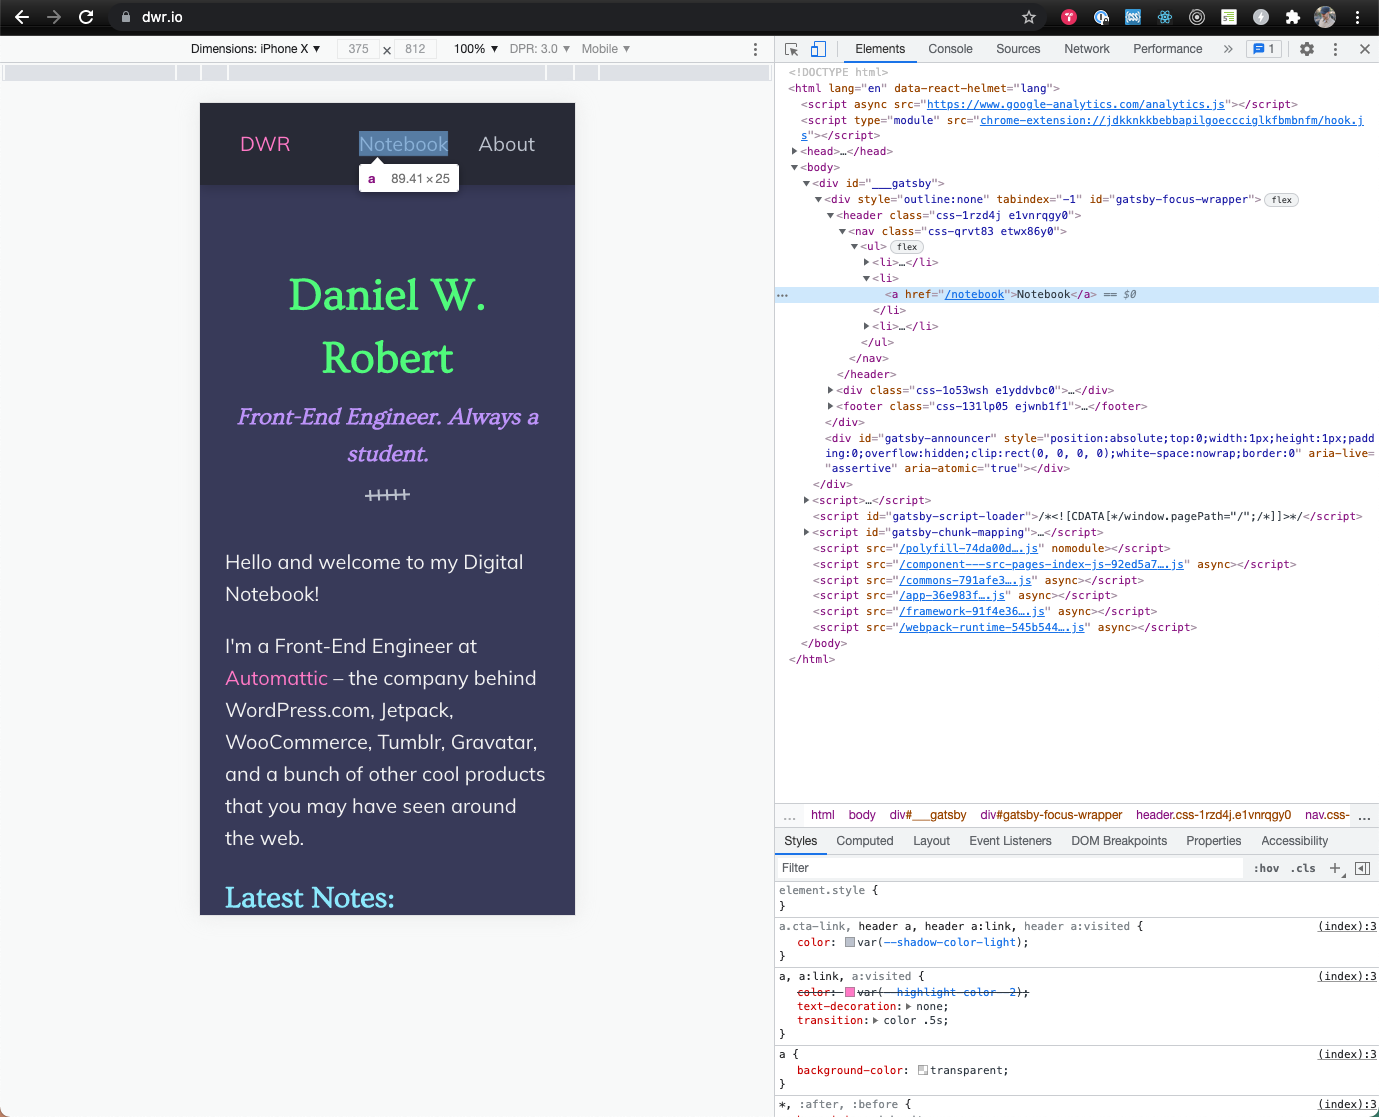 dwr.io
Dimensions: iPhone X ▼ 375 × 812 100% ▼ DPR: 3.0 ▼ Mobile ▼
DWR Notebook About
a 89.41 × 25
Daniel W.
Robert
Front-End Engineer. Always a
student.
Hello and welcome to my Digital
Notebook!
I'm a Front-End Engineer at
Automattic – the company behind
WordPress.com, Jetpack,
WooCommerce, Tumblr, Gravatar,
and a bunch of other cool products
that you may have seen around
the web.
Latest Notes:
Elements Console Sources Network Performance » 1
<!DOCTYPE html>
<html lang="en" data-react-helmet="lang">
<script async src="https://www.google-analytics.com/analytics.js"></script>
<script type="module" src="chrome-extension://jdkknkkbebbapilgoeccciglkfbmbnfm/hook.j
s"></script>
▶<head>…</head>
▼<body>
▼<div id="___gatsby">
▼<div style="outline:none" tabindex="-1" id="gatsby-focus-wrapper"> flex
▼<header class="css-1rzd4j e1vnrqgy0">
▼<nav class="css-qrvt83 etwx86y0">
▼<ul> flex
▶<li>…</li>
▼<li>
… <a href="/notebook">Notebook</a> == $0
</li>
▶<li>…</li>
</ul>
</nav>
</header>
▶<div class="css-1o53wsh e1yddvbc0">…</div>
▶<footer class="css-131lp05 ejwnb1f1">…</footer>
</div>
<div id="gatsby-announcer" style="position:absolute;top:0;width:1px;height:1px;padd
ing:0;overflow:hidden;clip:rect(0, 0, 0, 0);white-space:nowrap;border:0" aria-live=
"assertive" aria-atomic="true"></div>
</div>
▶<script>…</script>
<script id="gatsby-script-loader">/*<![CDATA[*/window.pagePath="/";/*]]>*/</script>
▶<script id="gatsby-chunk-mapping">…</script>
<script src="/polyfill-74da00d….js" nomodule></script>
<script src="/component---src-pages-index-js-92ed5a7….js" async></script>
<script src="/commons-791afe3….js" async></script>
<script src="/app-36e983f….js" async></script>
<script src="/framework-91f4e36….js" async></script>
<script src="/webpack-runtime-545b544….js" async></script>
</body>
</html>
… html body div#___gatsby div#gatsby-focus-wrapper header.css-1rzd4j.e1vnrqgy0 nav.css- …
Styles Computed Layout Event Listeners DOM Breakpoints Properties Accessibility
Filter :hov .cls +
element.style {
}
a.cta-link, header a, header a:link, header a:visited { (index):3
color: var(--shadow-color-light);
}
a, a:link, a:visited { (index):3
color: var(--highlight-color--2);
text-decoration: ▶ none;
transition: ▶ color .5s;
}
a { (index):3
background-color: transparent;
}
*, :after, :before { (index):3